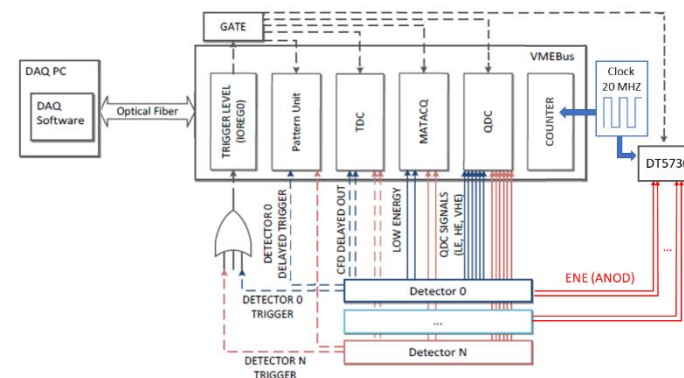 GATE
VMEBus
DAQ PC
DAQ
Software
Optical Fiber
TRIGGER LEVEL
(IOREG0)
Pattern Unit
TDC
MATACQ
QDC
COUNTER
Clock
20 MHZ
DT5730
DETECTOR 0
DELAYED TRIGGER
CFD DELAYED OUT
LOW ENERGY
QDC SIGNALS
(LE, HE, VHE)
...
ENE (ANOD)
DETECTOR 0
TRIGGER
Detector 0
...
Detector N
DETECTOR N
TRIGGER